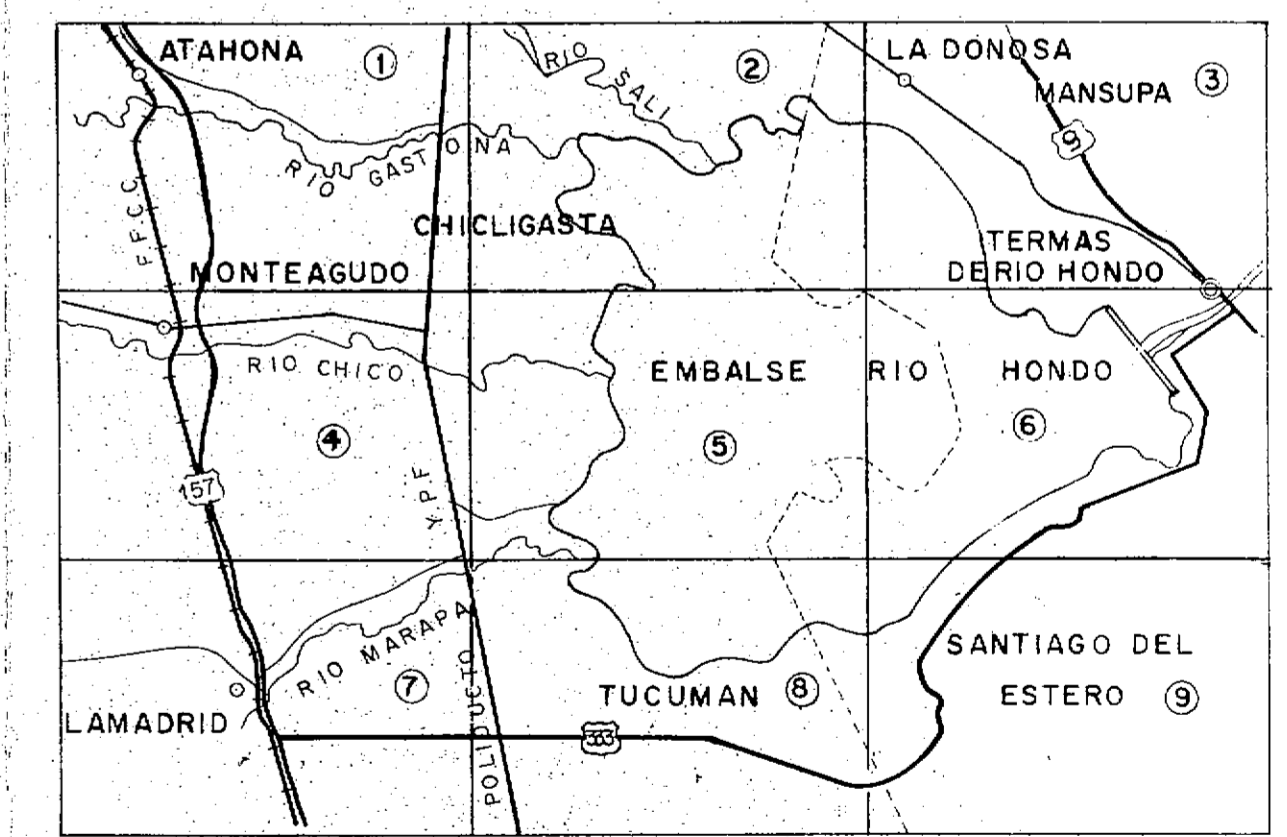 ATAHONA
1
RIO SALI
2
LA DONOSA
MANSUPA
3
9
RIO GASTONA
F.F.C.C.
CHICLIGASTA
MONTEAGUDO
TERMAS
DE RIO HONDO
RIO CHICO
EMBALSE RIO HONDO
4
5
6
157
Y P F
RIO MARAPA
7
POLIDUCTO
TUCUMAN
8
SANTIAGO DEL
ESTERO
9
LAMADRID
333